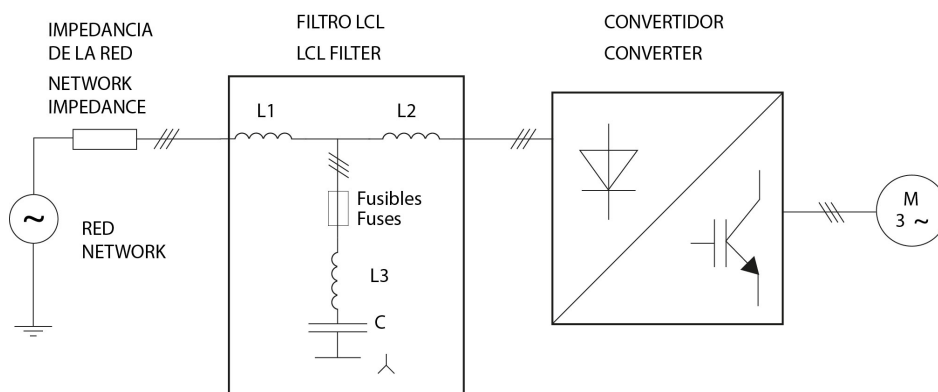 IMPEDANCIA
DE LA RED
NETWORK
IMPEDANCE
FILTRO LCL
LCL FILTER
CONVERTIDOR
CONVERTER
L1
L2
Fusibles
Fuses
L3
C
RED
NETWORK
~
M
3 ~